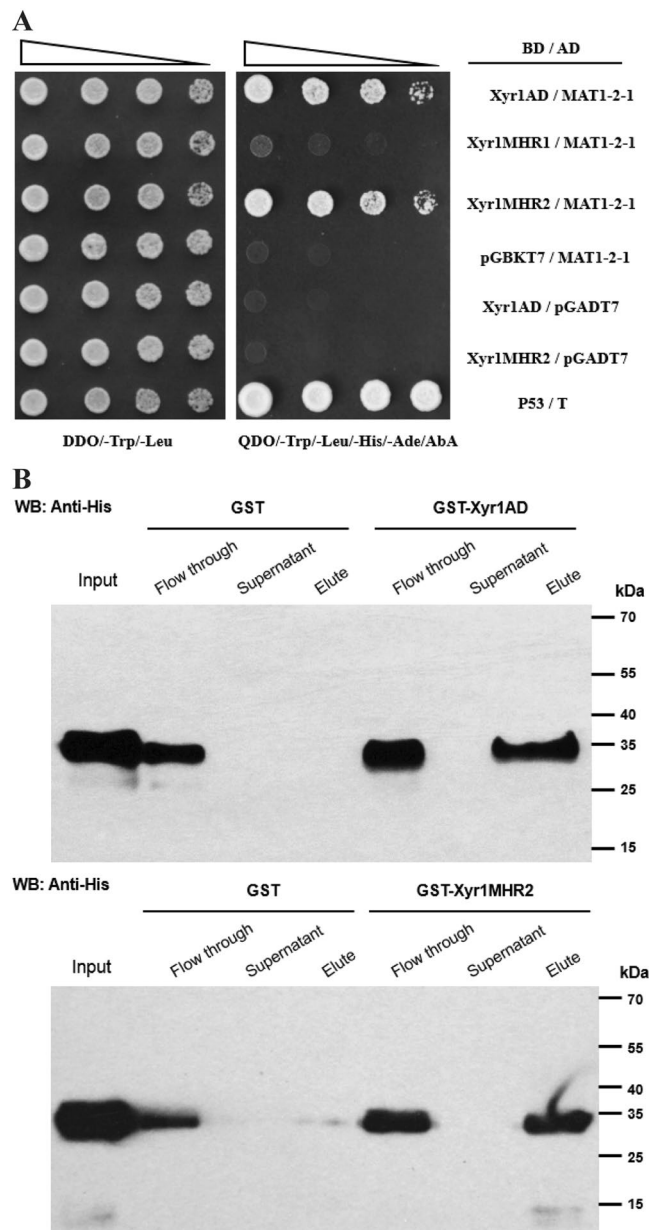 A
BD / AD
Xyr1AD / MAT1-2-1
Xyr1MHR1 / MAT1-2-1
Xyr1MHR2 / MAT1-2-1
pGBKT7 / MAT1-2-1
Xyr1AD / pGADT7
Xyr1MHR2 / pGADT7
P53 / T
DDO/-Trp/-Leu QDO/-Trp/-Leu/-His/-Ade/AbA
B
WB: Anti-His GST GST-Xyr1AD
Input Flow through Supernatant Elute Flow through Supernatant Elute
kDa
70
55
40
35
25
15
WB: Anti-His GST GST-Xyr1MHR2
Input Flow through Supernatant Elute Flow through Supernatant Elute
kDa
70
55
40
35
25
15